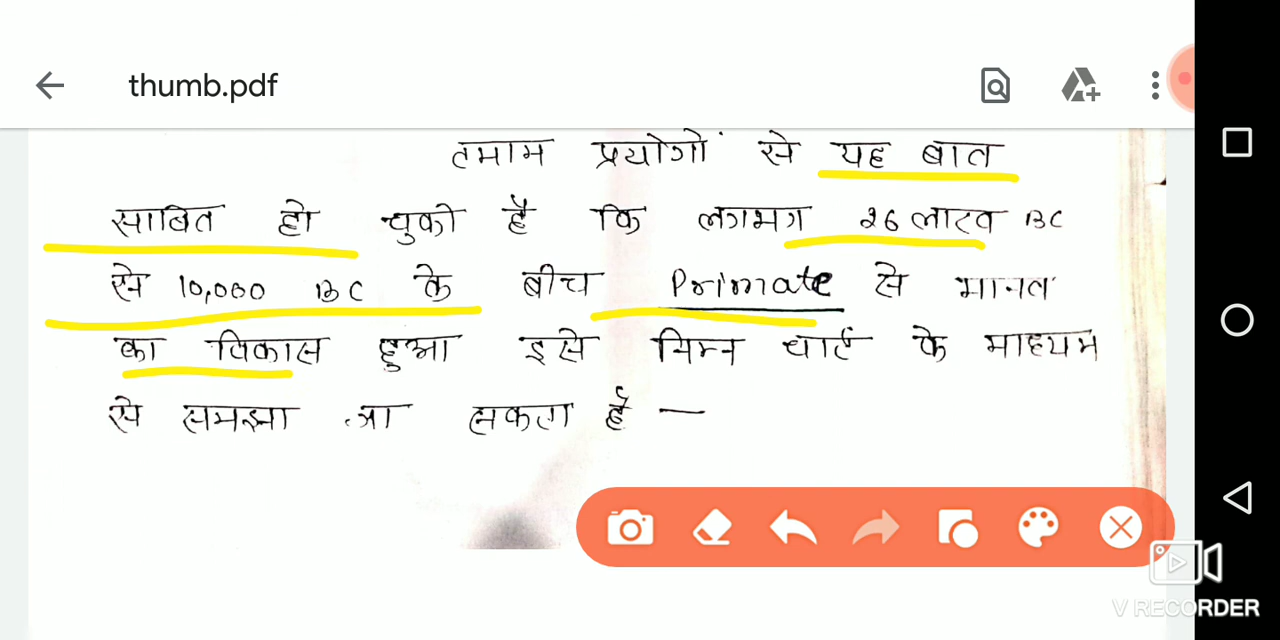 thumb.pdf
तमाम प्रयोगों से यह बात
साबित हो चुकी है कि लगभग 26 लाख BC
से 10,000 BC के बीच Primate से मानव
का विकास हुआ इसे निम्न चार्ट के माध्यम
से समझा जा सकता है —
V RECORDER